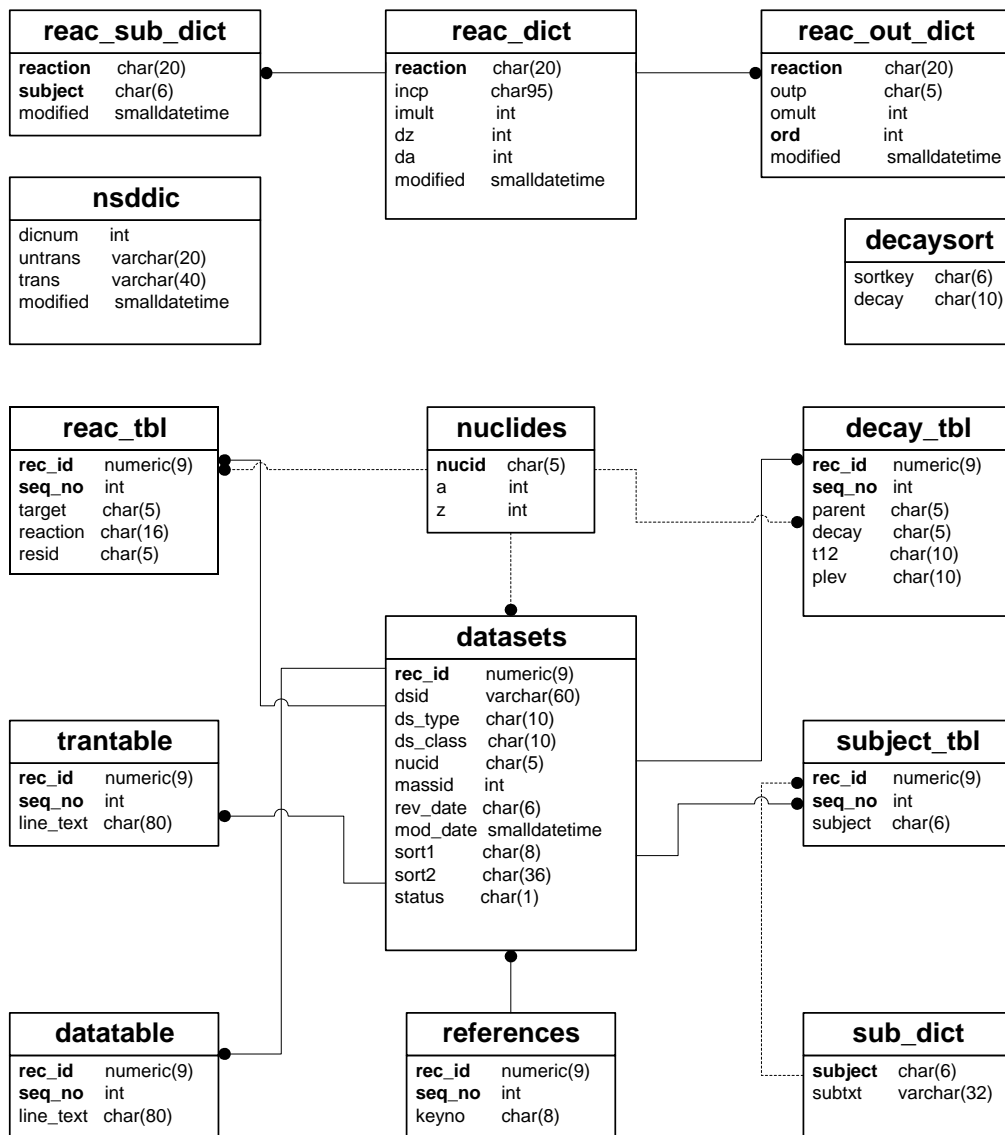 reac_sub_dict
reaction char(20)
subject char(6)
modified smalldatetime
reac_dict
reaction char(20)
incp char95)
imult int
dz int
da int
modified smalldatetime
reac_out_dict
reaction char(20)
outp char(5)
omult int
ord int
modified smalldatetime
nsddic
dicnum int
untrans varchar(20)
trans varchar(40)
modified smalldatetime
decaysort
sortkey char(6)
decay char(10)
reac_tbl
rec_id numeric(9)
seq_no int
target char(5)
reaction char(16)
resid char(5)
nuclides
nucid char(5)
a int
z int
decay_tbl
rec_id numeric(9)
seq_no int
parent char(5)
decay char(5)
t12 char(10)
plev char(10)
datasets
rec_id numeric(9)
dsid varchar(60)
ds_type char(10)
ds_class char(10)
nucid char(5)
massid int
rev_date char(6)
mod_date smalldatetime
sort1 char(8)
sort2 char(36)
status char(1)
trantable
rec_id numeric(9)
seq_no int
line_text char(80)
subject_tbl
rec_id numeric(9)
seq_no int
subject char(6)
datatable
rec_id numeric(9)
seq_no int
line_text char(80)
references
rec_id numeric(9)
seq_no int
keyno char(8)
sub_dict
subject char(6)
subtxt varchar(32)